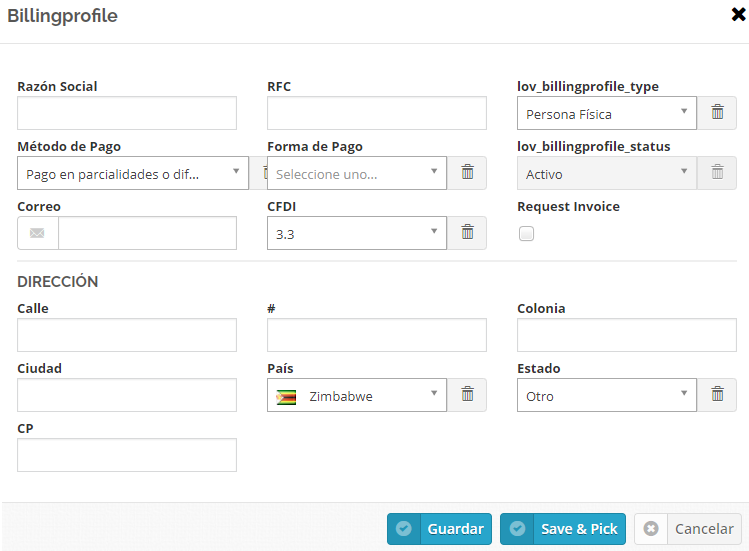 Billingprofile
Razón Social RFC lov_billingprofile_type
Persona Física
Método de Pago Forma de Pago lov_billingprofile_status
Pago en parcialidades o dif... Seleccione uno... Activo
Correo CFDI Request Invoice
3.3
DIRECCIÓN
Calle # Colonia
Ciudad País Estado
Zimbabwe Otro
CP
Guardar Save & Pick Cancelar